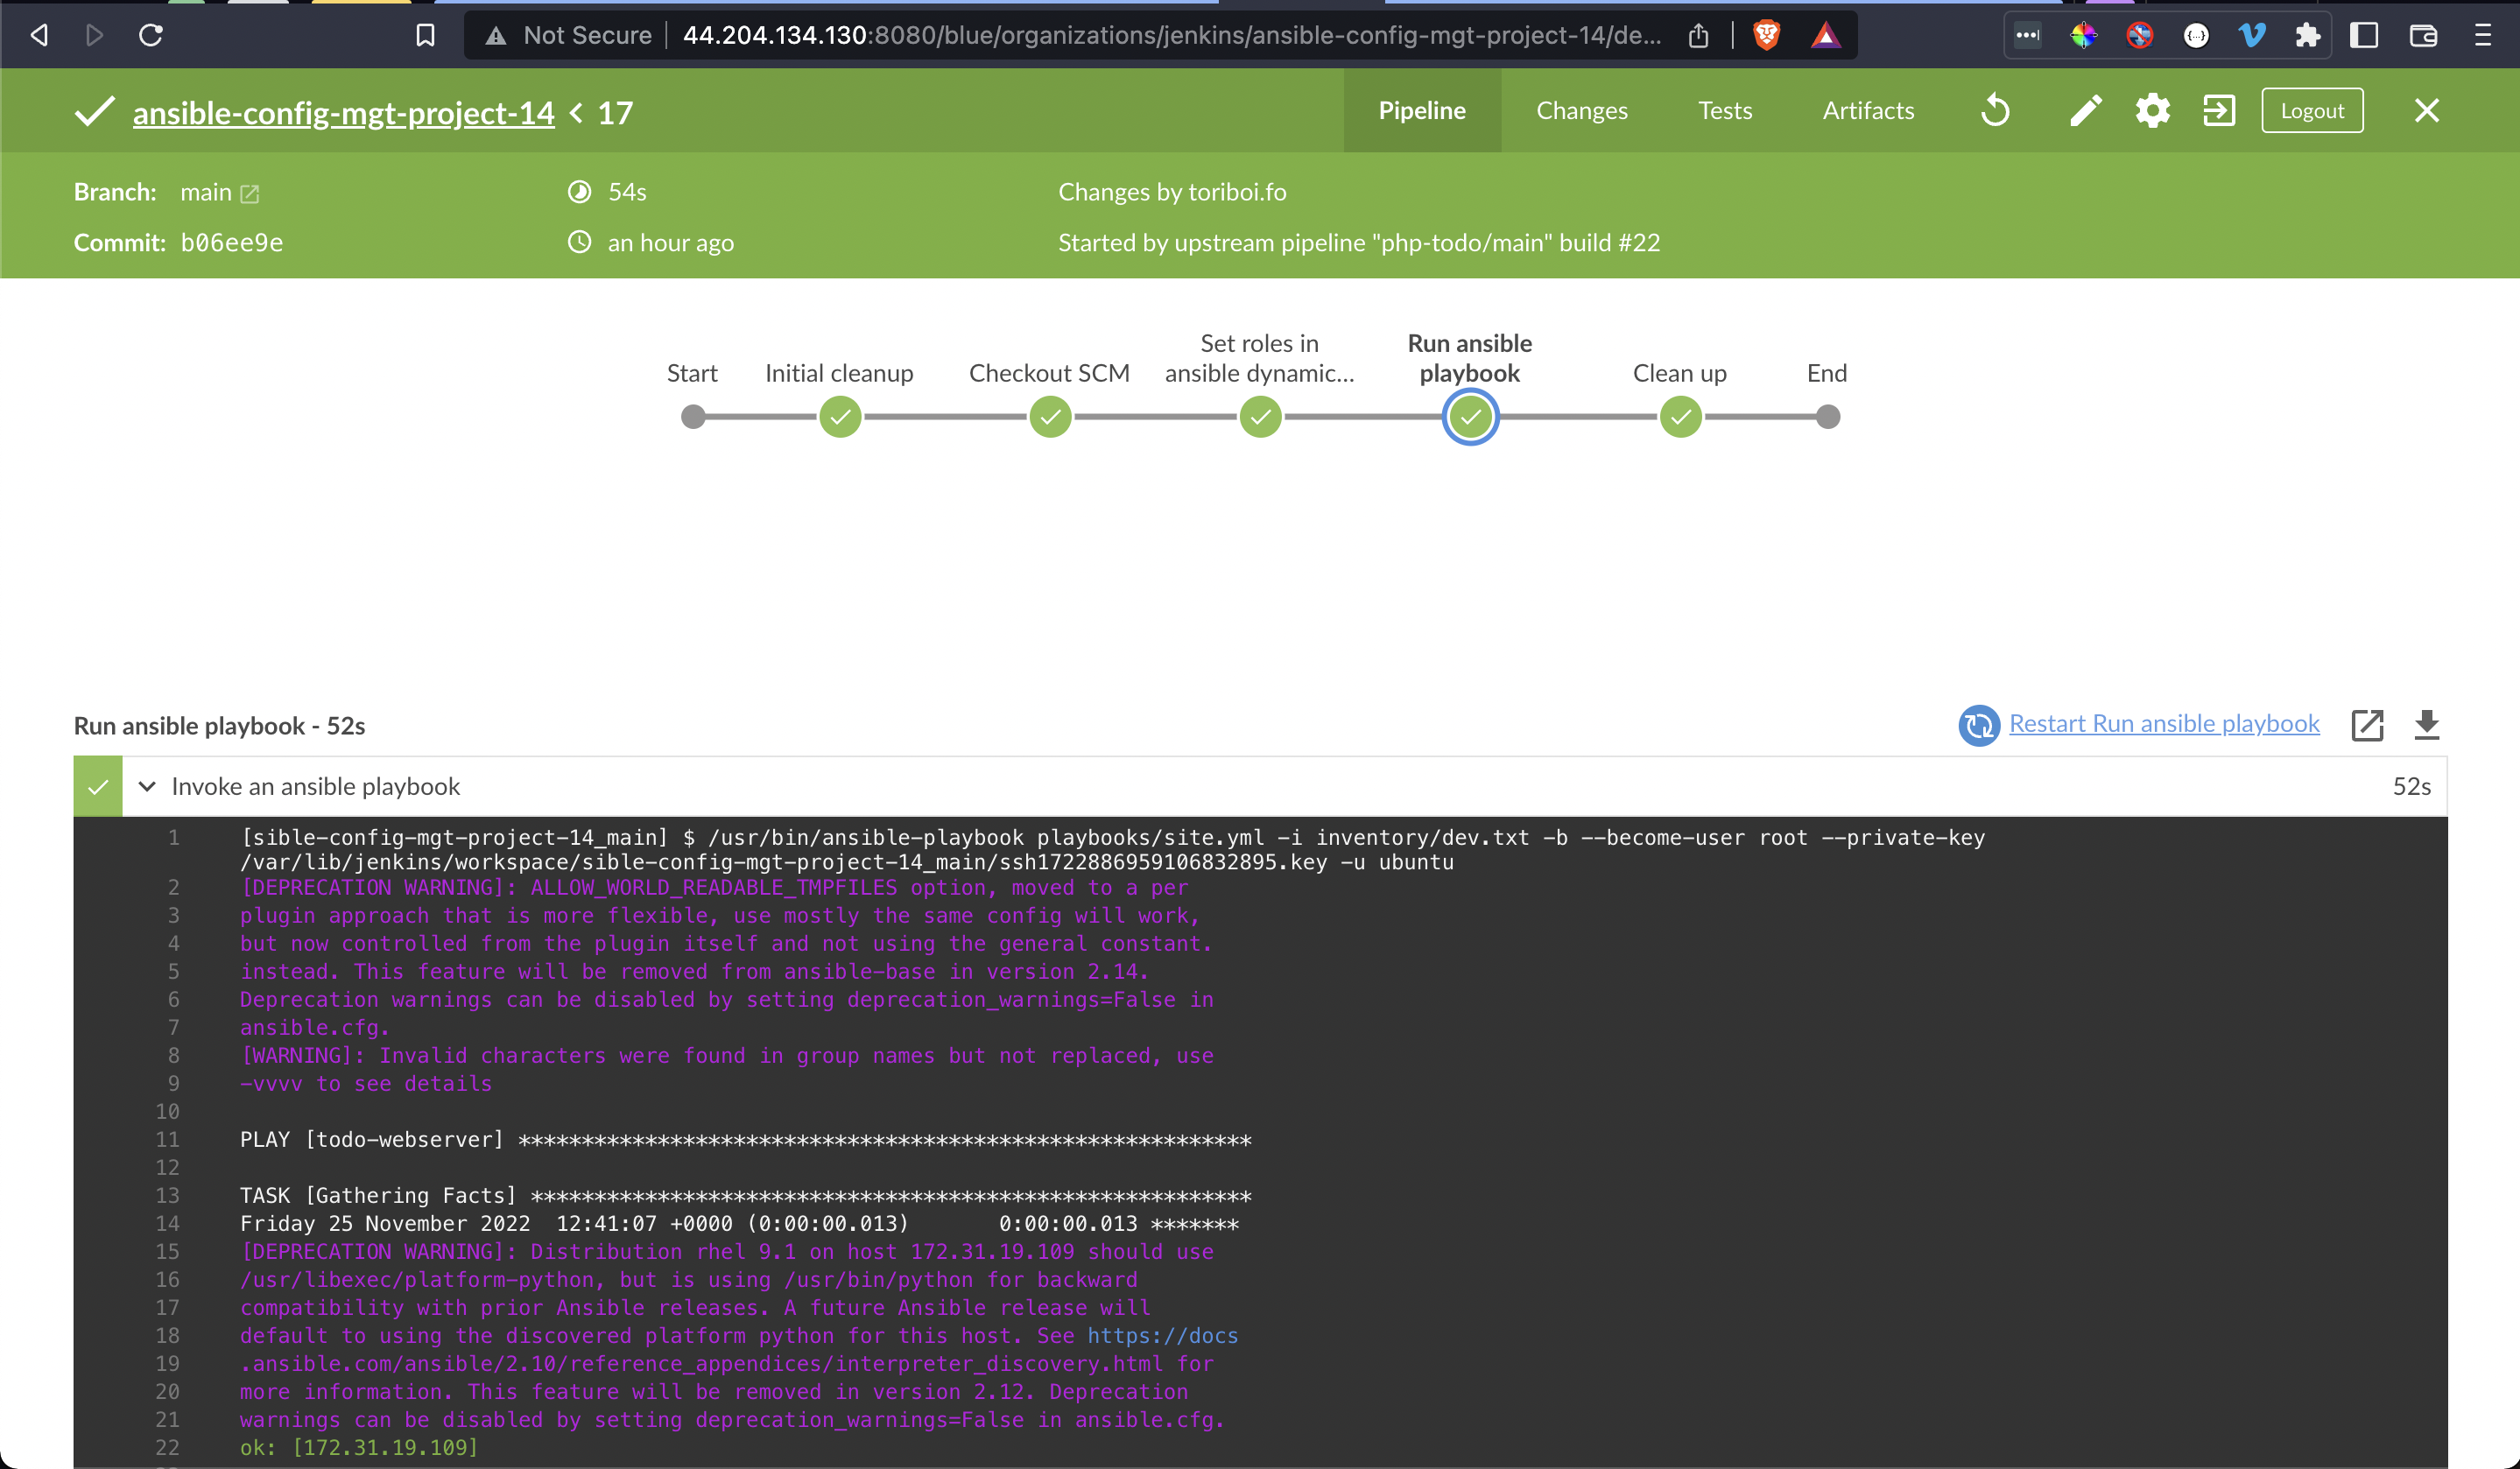 Not Secure
44.204.134.130:8080/blue/organizations/jenkins/ansible-config-mgt-project-14/de...
ansible-config-mgt-project-14 < 17
Pipeline
Changes
Tests
Artifacts
Logout
Branch: main
54s
Changes by toriboi.fo
Commit: b06ee9e
an hour ago
Started by upstream pipeline "php-todo/main" build #22
Start
Initial cleanup
Checkout SCM
Set roles in
ansible dynamic...
Run ansible
playbook
Clean up
End
Run ansible playbook - 52s
Restart Run ansible playbook
Invoke an ansible playbook
52s
1 [sible-config-mgt-project-14_main] $ /usr/bin/ansible-playbook playbooks/site.yml -i inventory/dev.txt -b --become-user root --private-key
/var/lib/jenkins/workspace/sible-config-mgt-project-14_main/ssh1722886959106832895.key -u ubuntu
2 [DEPRECATION WARNING]: ALLOW_WORLD_READABLE_TMPFILES option, moved to a per
3 plugin approach that is more flexible, use mostly the same config will work,
4 but now controlled from the plugin itself and not using the general constant.
5 instead. This feature will be removed from ansible-base in version 2.14.
6 Deprecation warnings can be disabled by setting deprecation_warnings=False in
7 ansible.cfg.
8 [WARNING]: Invalid characters were found in group names but not replaced, use
9 -vvvv to see details
10
11 PLAY [todo-webserver] **********************************************************
12
13 TASK [Gathering Facts] *********************************************************
14 Friday 25 November 2022  12:41:07 +0000 (0:00:00.013)       0:00:00.013 *******
15 [DEPRECATION WARNING]: Distribution rhel 9.1 on host 172.31.19.109 should use
16 /usr/libexec/platform-python, but is using /usr/bin/python for backward
17 compatibility with prior Ansible releases. A future Ansible release will
18 default to using the discovered platform python for this host. See https://docs
19 .ansible.com/ansible/2.10/reference_appendices/interpreter_discovery.html for
20 more information. This feature will be removed in version 2.12. Deprecation
21 warnings can be disabled by setting deprecation_warnings=False in ansible.cfg.
22 ok: [172.31.19.109]